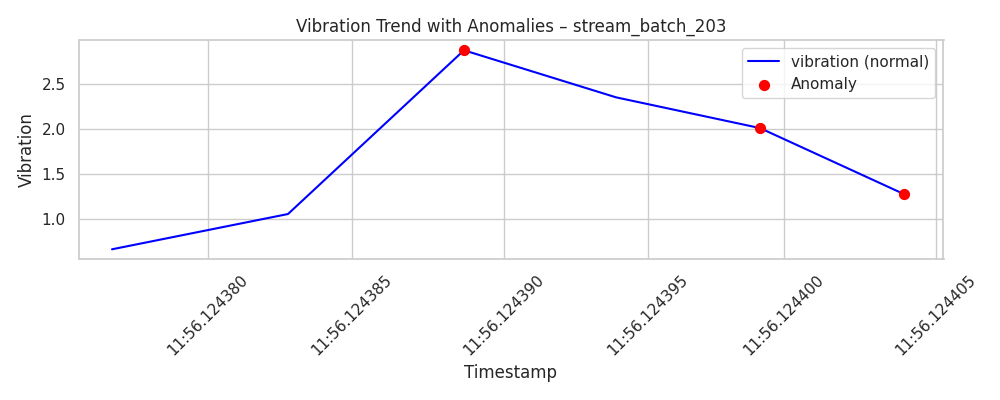 Vibration Trend with Anomalies – stream_batch_203
vibration (normal)
Anomaly
Vibration
2.5
2.0
1.5
1.0
11:56.124380
11:56.124385
11:56.124390
11:56.124395
11:56.124400
11:56.124405
Timestamp